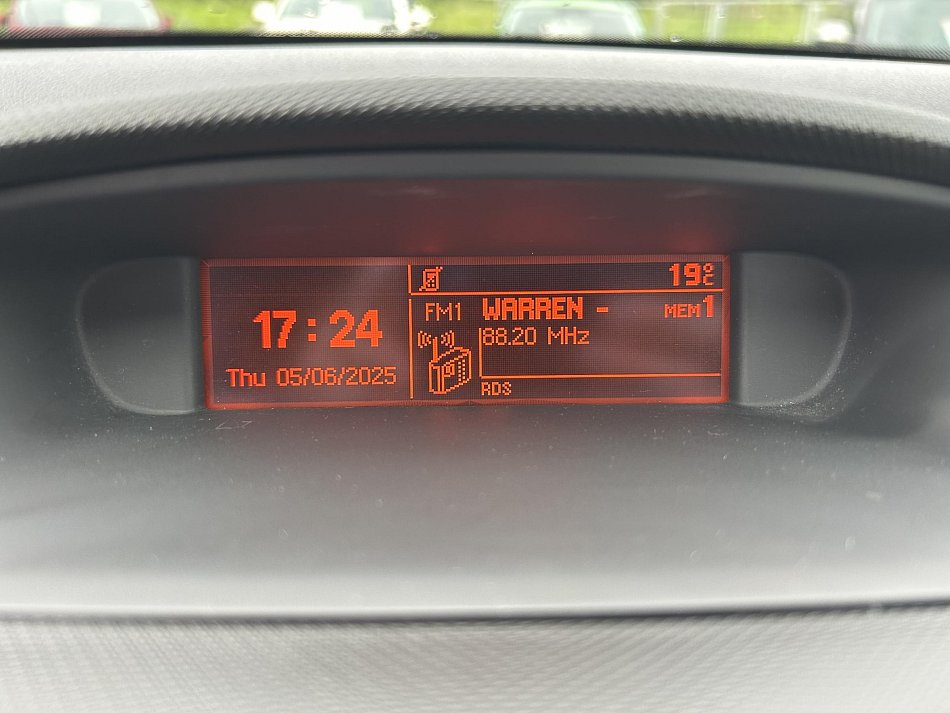 17:24
Thu 05/06/2025
19°C
FM1 WARREN - MEM1
88.20 MHz
RDS